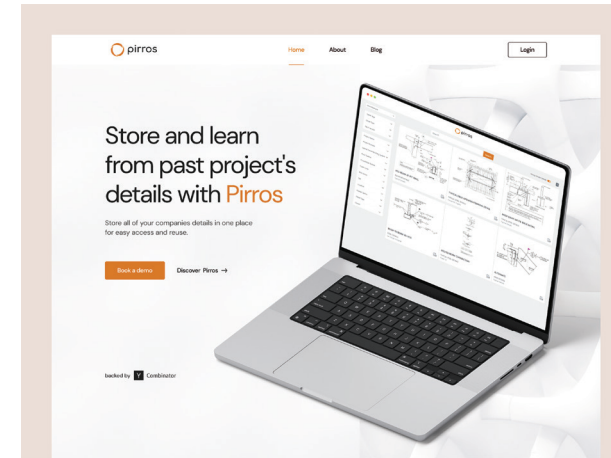 pirros
Home About Blog Login
Store and learn
from past project's
details with Pirros
Store all of your companies details in one place
for easy access and reuse.
Book a demo Discover Pirros →
backed by Y Combinator
pirros